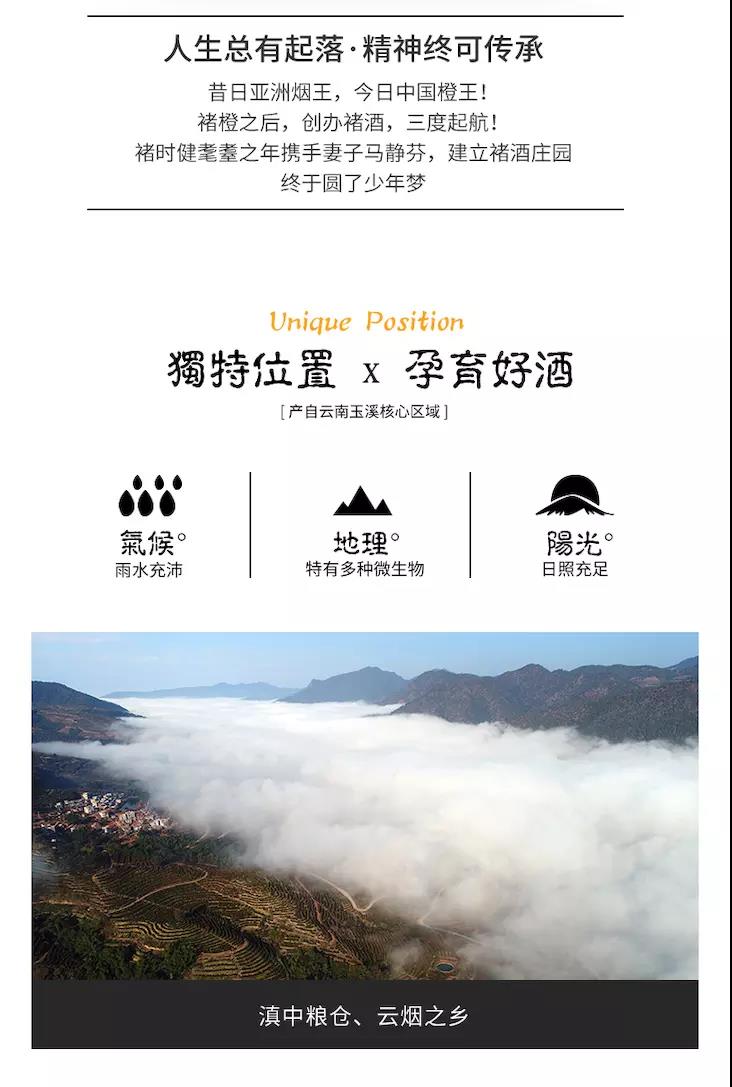 人生总有起落·精神终可传承
昔日亚洲烟王，今日中国橙王！
褚橙之后，创办褚酒，三度起航！
褚时健耄耋之年携手妻子马静芬，建立褚酒庄园
终于圆了少年梦
Unique Position
獨特位置 x 孕育好酒
[ 产自云南玉溪核心区域 ]
氣候° 地理° 陽光°
雨水充沛 特有多种微生物 日照充足
滇中粮仓、云烟之乡